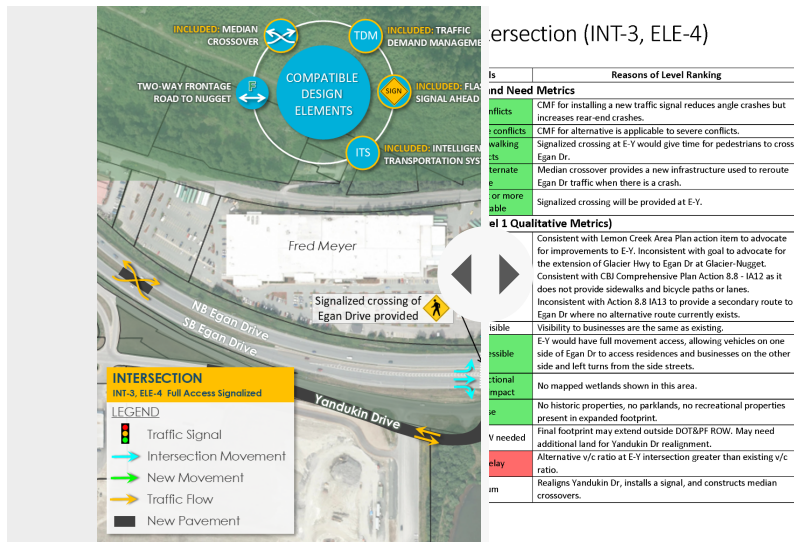 INCLUDED: MEDIAN
CROSSOVER
TDM
INCLUDED: TRAFFIC
DEMAND MANAGEME
TWO-WAY FRONTAGE
ROAD TO NUGGET
F
COMPATIBLE
DESIGN
ELEMENTS
SIGN
INCLUDED: FLA
SIGNAL AHEAD
ITS
INCLUDED: INTELLIGEN
TRANSPORTATION SYST
Fred Meyer
Signalized crossing of
Egan Drive provided
NB Egan Drive
SB Egan Drive
Yandukin Drive
INTERSECTION
INT-3, ELE-4 Full Access Signalized
LEGEND
Traffic Signal
Intersection Movement
New Movement
Traffic Flow
New Pavement
tersection (INT-3, ELE-4)
ls
Reasons of Level Ranking
and Need Metrics
nflicts
CMF for installing a new traffic signal reduces angle crashes but
increases rear-end crashes.
e conflicts
CMF for alternative is applicable to severe conflicts.
walking
cts
Signalized crossing at E-Y would give time for pedestrians to cross
Egan Dr.
lternate
e
Median crossover provides a new infrastructure used to reroute
Egan Dr traffic when there is a crash.
or more
able
Signalized crossing will be provided at E-Y.
el 1 Qualitative Metrics)
Consistent with Lemon Creek Area Plan action item to advocate
for improvements to E-Y. Inconsistent with goal to advocate for
the extension of Glacier Hwy to Egan Dr at Glacier-Nugget.
Consistent with CBJ Comprehensive Plan Action 8.8 - IA12 as it
does not provide sidewalks and bicycle paths or lanes.
Inconsistent with Action 8.8 IA13 to provide a secondary route to
Egan Dr where no alternative route currently exists.
isible
Visibility to businesses are the same as existing.
essible
E-Y would have full movement access, allowing vehicles on one
side of Egan Dr to access residences and businesses on the other
side and left turns from the side streets.
ctional
mpact
No mapped wetlands shown in this area.
se
No historic properties, no parklands, no recreational properties
present in expanded footprint.
W needed
Final footprint may extend outside DOT&PF ROW. May need
additional land for Yandukin Dr realignment.
elay
Alternative v/c ratio at E-Y intersection greater than existing v/c
ratio.
um
Realigns Yandukin Dr, installs a signal, and constructs median
crossovers.